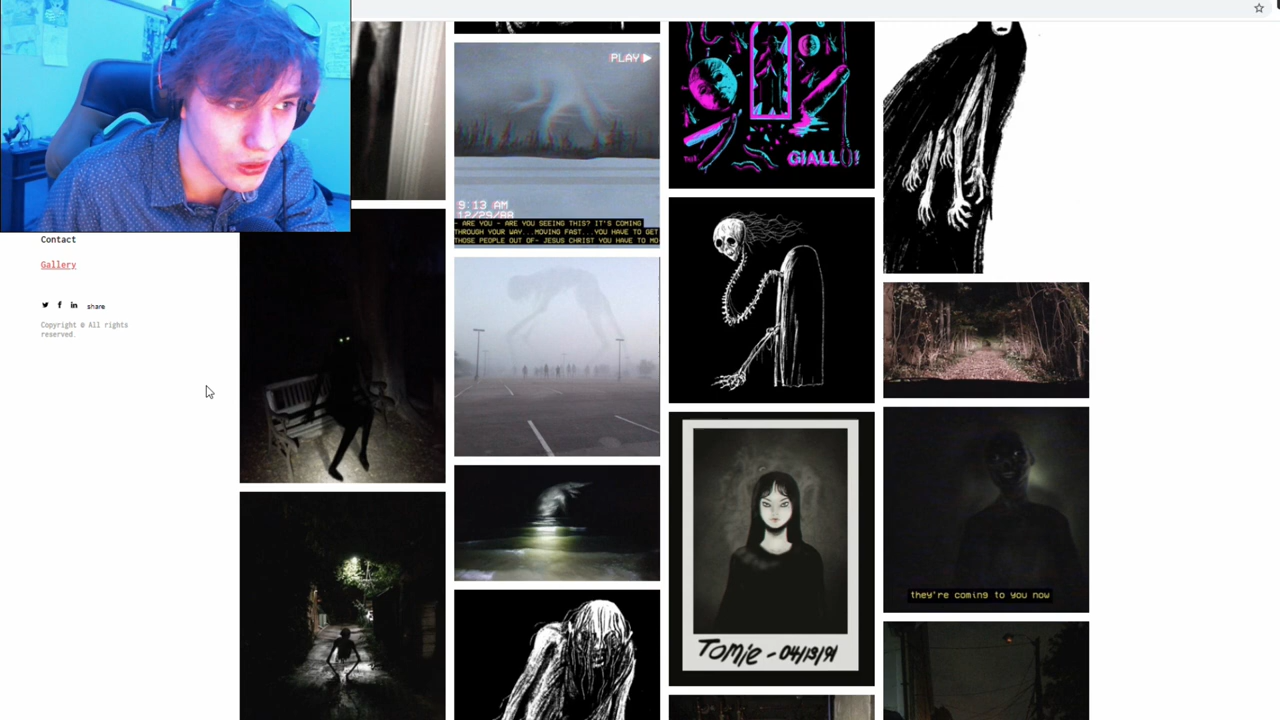 Contact
Gallery
share
Copyright © All rights
reserved.
PLAY
9:13 AM
12/29/88
- ARE YOU - ARE YOU SEEING THIS? IT'S COMING
THROUGH YOUR WAY...MOVING FAST...YOU HAVE TO GET
THOSE PEOPLE OUT OF- JESUS CHRIST YOU HAVE TO MO
GIALLO!
Tomie - 04/13/91
they're coming to you now